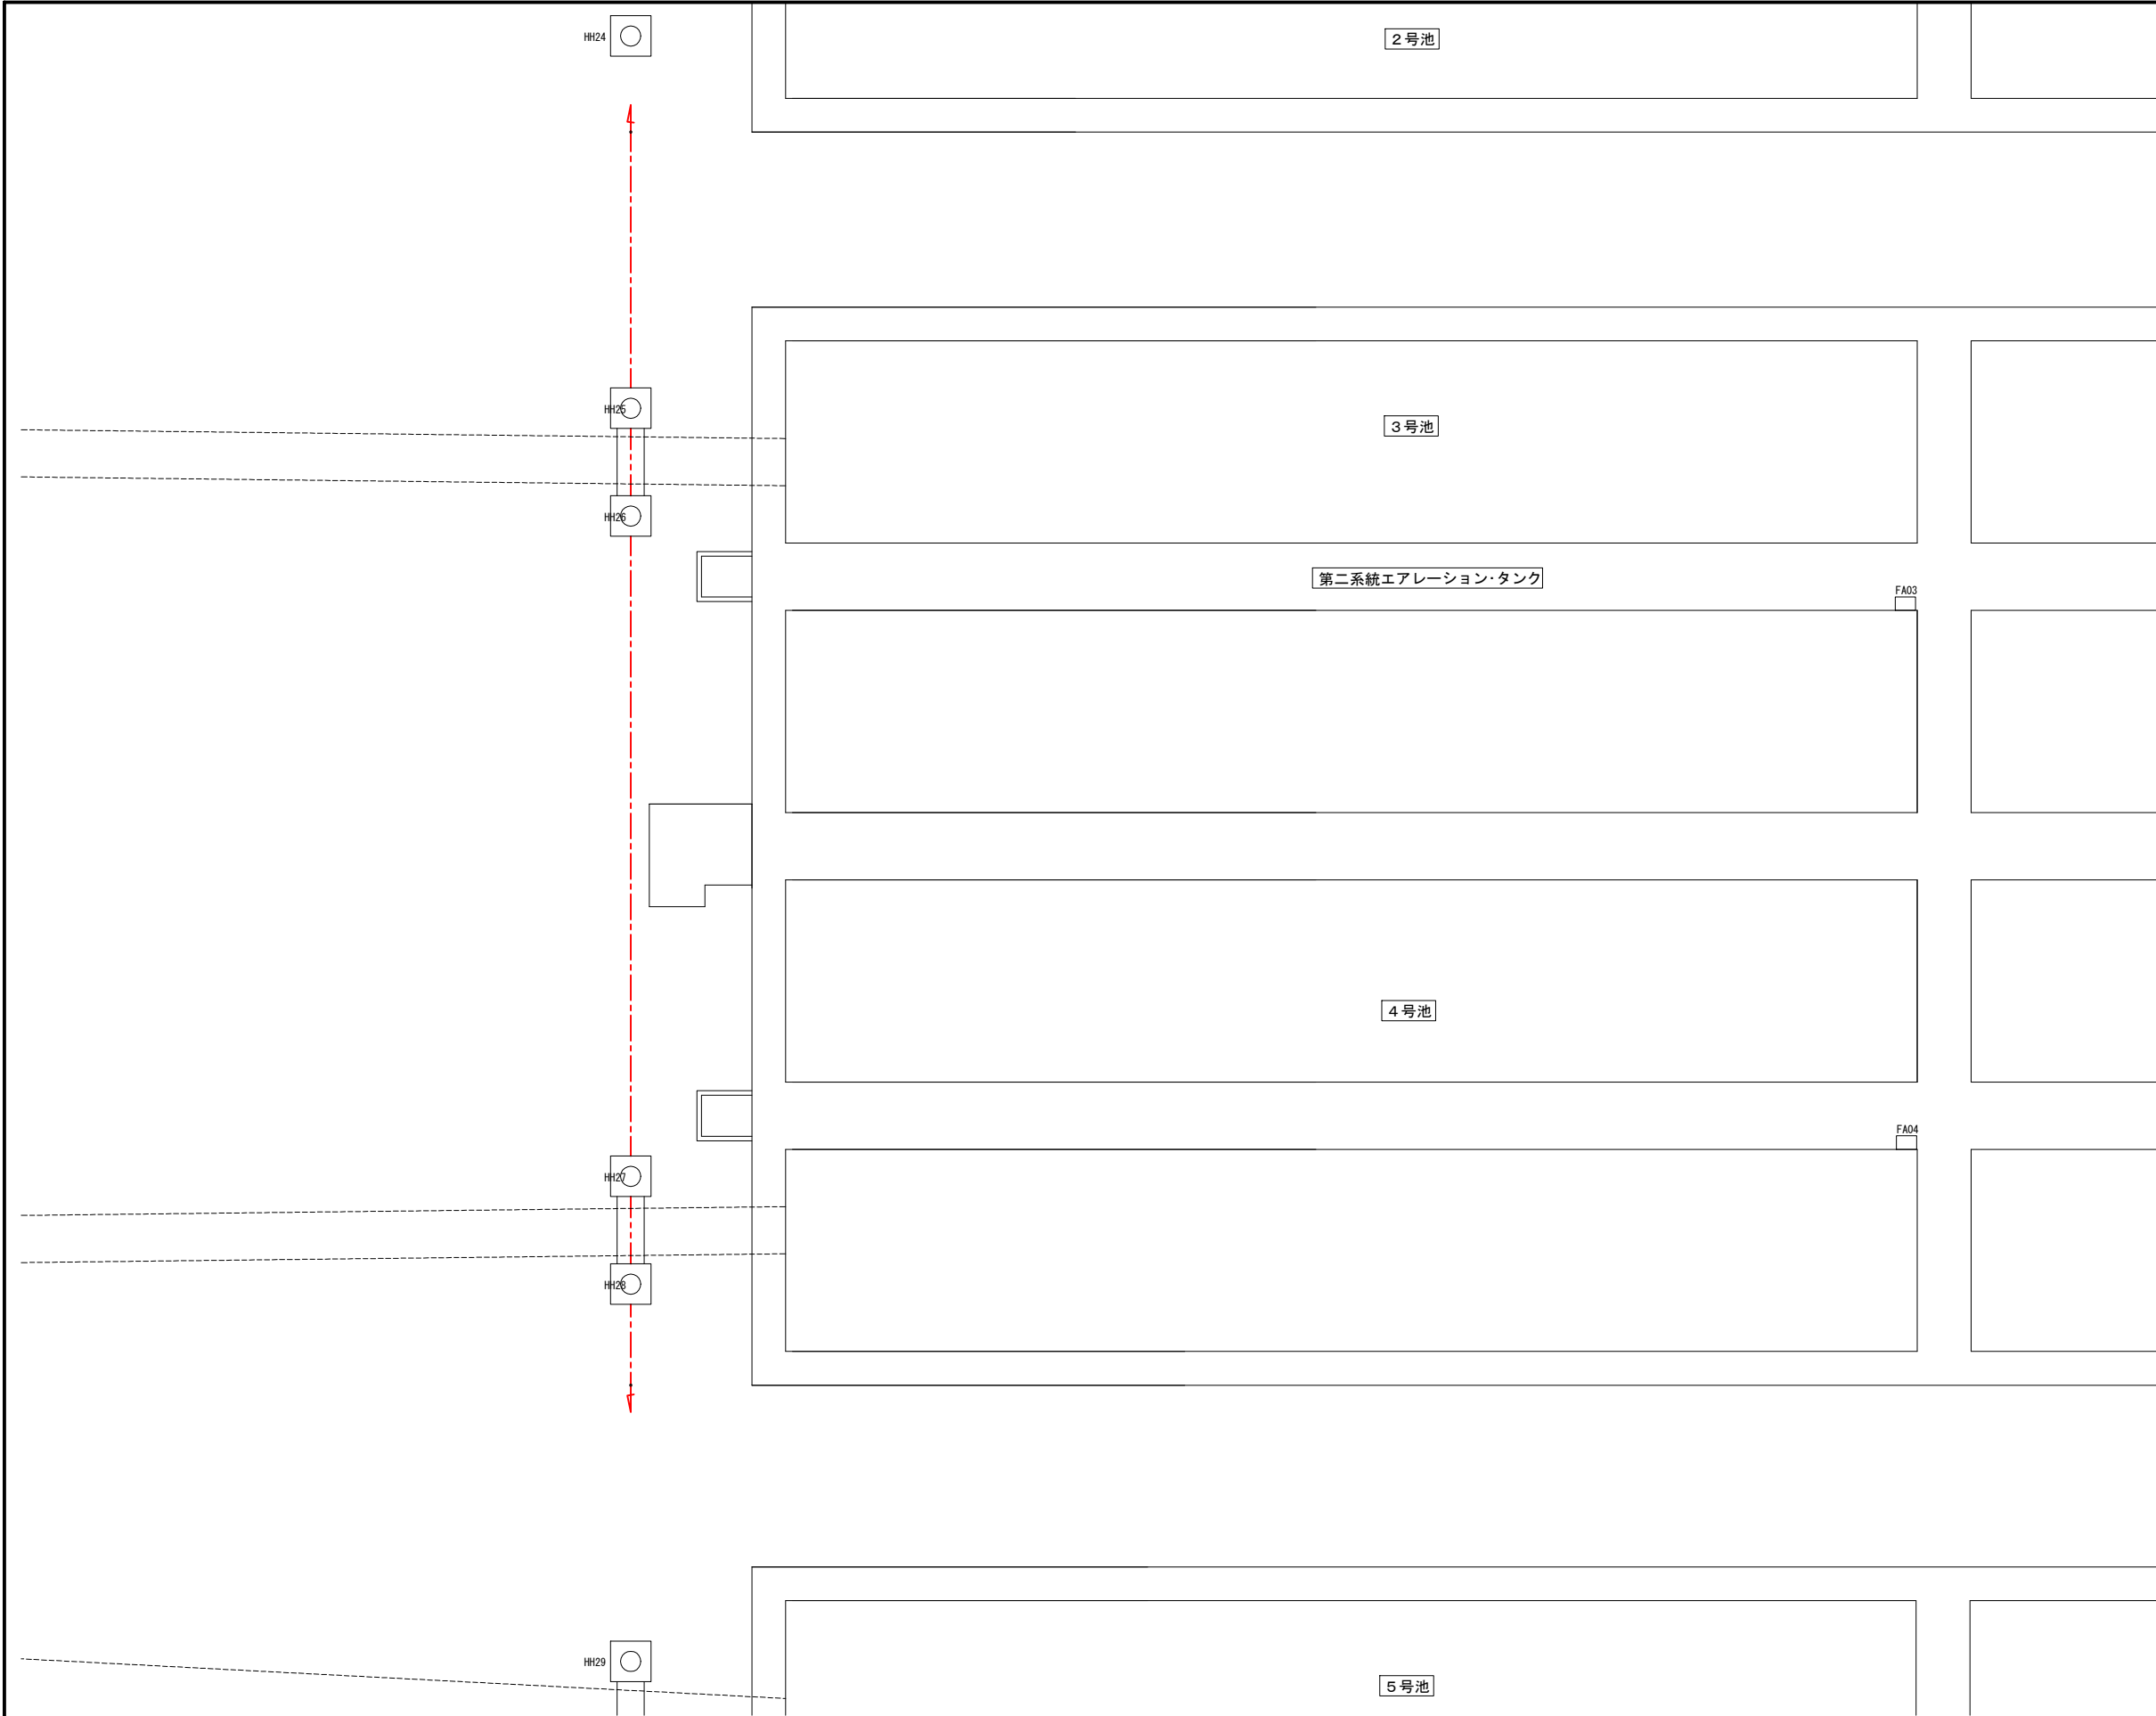 HH24
２号池
HH25
３号池
HH26
第二系統エアレーション・タンク
FA03
４号池
FA04
HH27
HH28
HH29
５号池